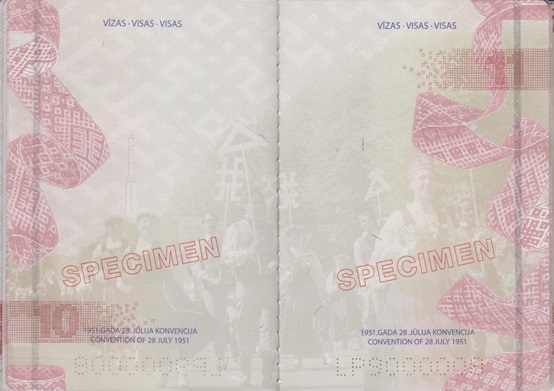 VĪZAS · VISAS · VISAS
SPECIMEN
10
1951.GADA 28. JŪLIJA KONVENCIJA
CONVENTION OF 28 JULY 1951
VĪZAS · VISAS · VISAS
11
SPECIMEN
1951.GADA 28. JŪLIJA KONVENCIJA
CONVENTION OF 28 JULY 1951